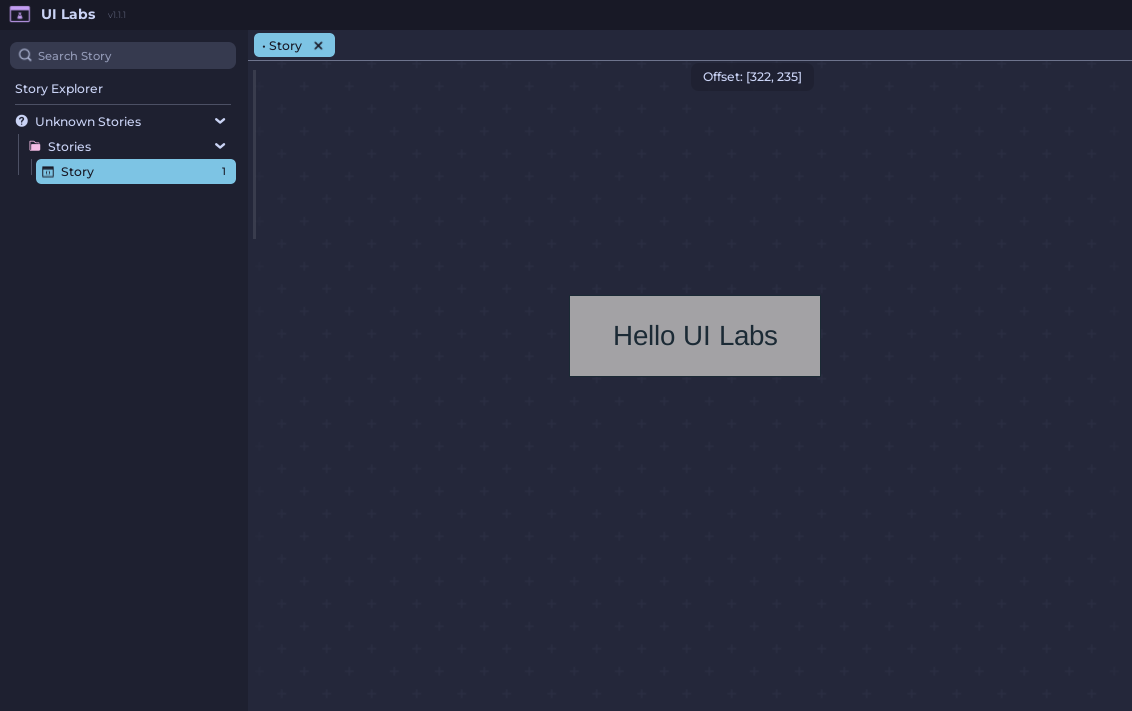 UI Labs v1.1.1
Search Story
Story Explorer
Unknown Stories
Stories
Story 1
· Story
Offset: [322, 235]
Hello UI Labs